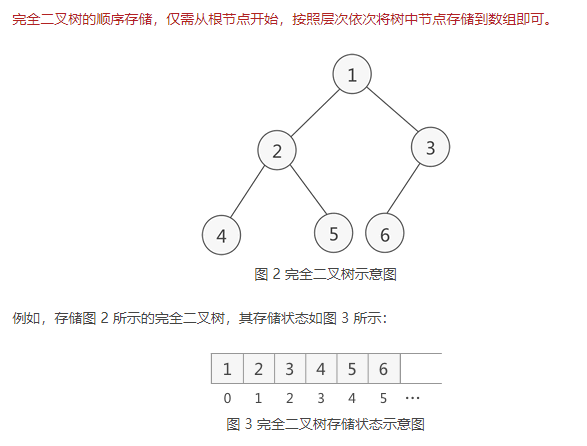 完全二叉树的顺序存储，仅需从根节点开始，按照层次依次将树中节点存储到数组即可。
1
2
3
4
5
6
图 2 完全二叉树示意图
例如，存储图 2 所示的完全二叉树，其存储状态如图 3 所示：
1 2 3 4 5 6
0 1 2 3 4 5 ⋯
图 3 完全二叉树存储状态示意图